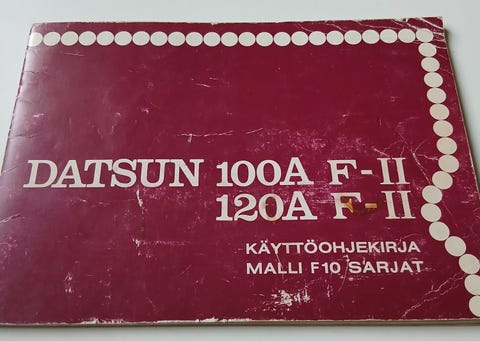 DATSUN 100A F-II
120A F-II
KÄYTTÖOHJEKIRJA
MALLI F10 SARJAT